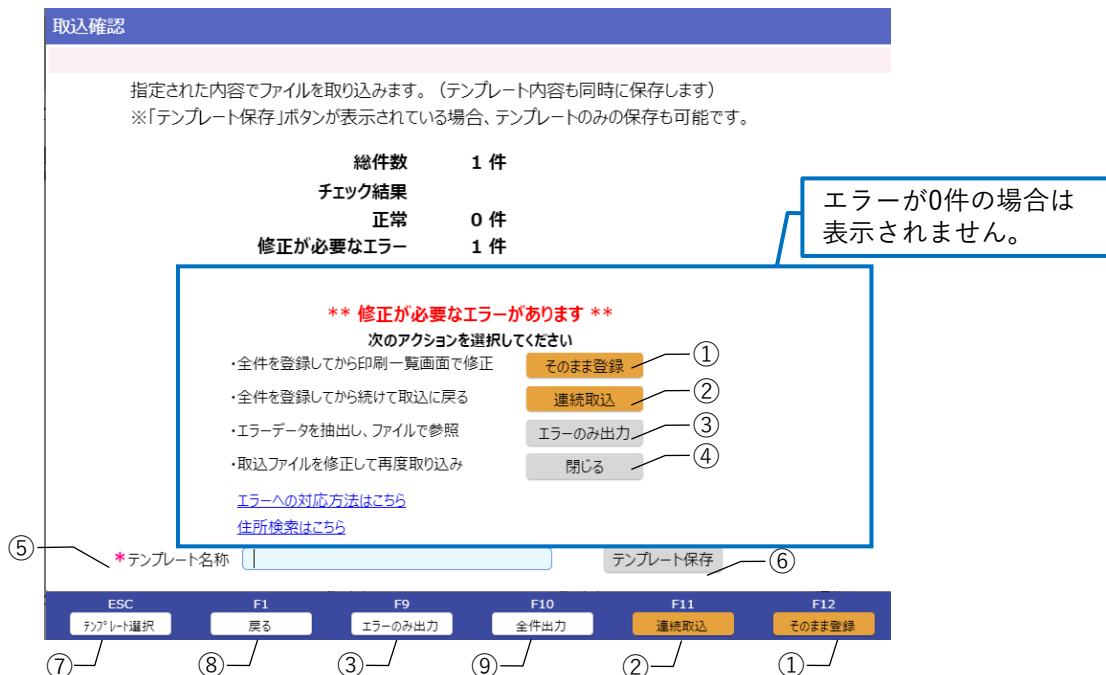 取込確認
指定された内容でファイルを取り込みます。（テンプレート内容も同時に保存します）
※「テンプレート保存」ボタンが表示されている場合、テンプレートのみの保存も可能です。
総件数 1 件
チェック結果
正常 0 件
修正が必要なエラー 1 件
エラーが0件の場合は
表示されません。
** 修正が必要なエラーがあります **
次のアクションを選択してください
・全件を登録してから印刷一覧画面で修正 そのまま登録 ①
・全件を登録してから続けて取込に戻る 連続取込 ②
・エラーデータを抽出し、ファイルで参照 エラーのみ出力 ③
・取込ファイルを修正して再度取り込み 閉じる ④
エラーへの対応方法はこちら
住所検索はこちら
⑤ *テンプレート名称 テンプレート保存 ⑥
ESC F1 F9 F10 F11 F12
ﾃﾝﾌﾟﾚｰﾄ選択 戻る エラーのみ出力 全件出力 連続取込 そのまま登録
⑦ ⑧ ③ ⑨ ② ①